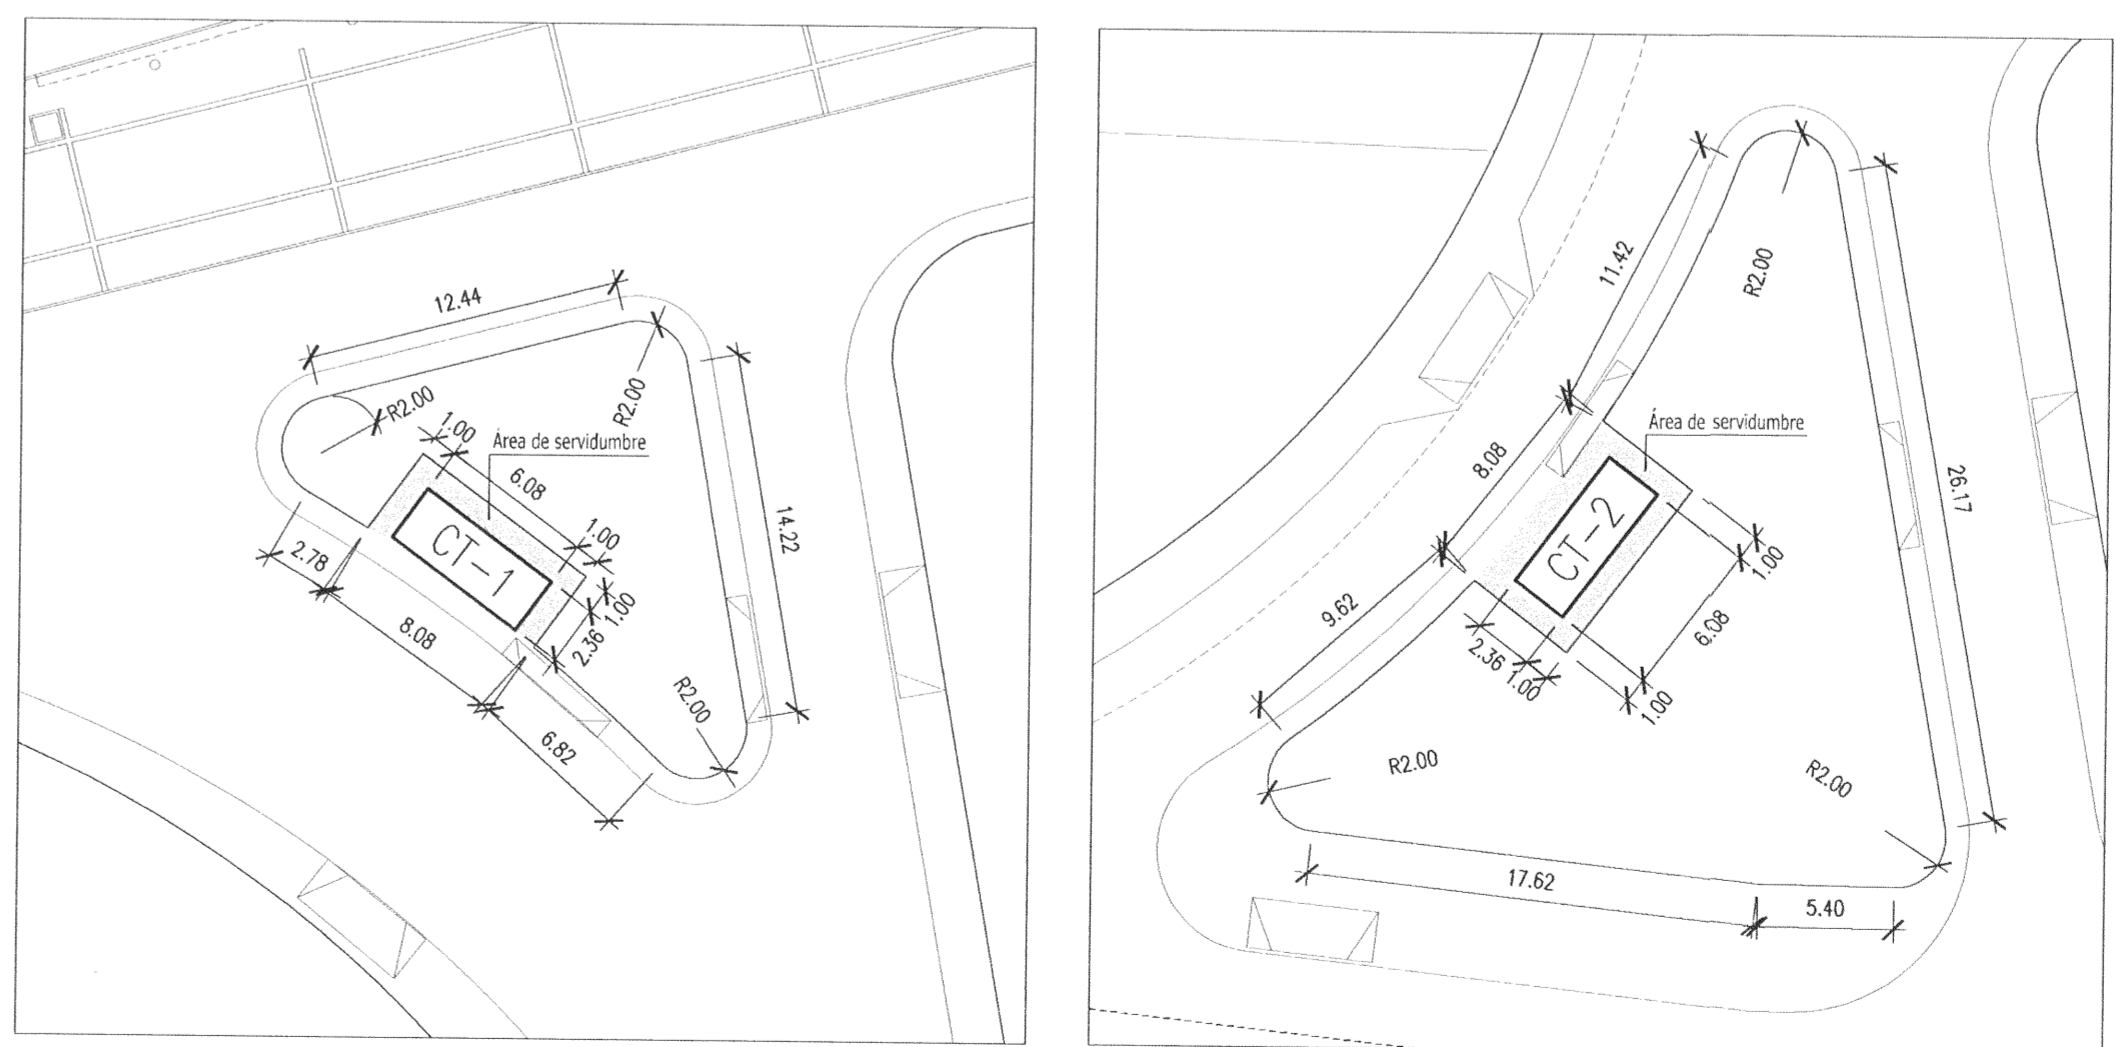 12.44
R2.00
R2.00
1.00
Área de servidumbre
6.08
1.00
14.22
CT-1
2.78
1.00
2.36
8.08
R2.00
6.82
11.42
R2.00
Área de servidumbre
8.08
26.17
CT-2
1.00
9.62
6.08
2.36
1.00
1.00
R2.00
R2.00
17.62
5.40